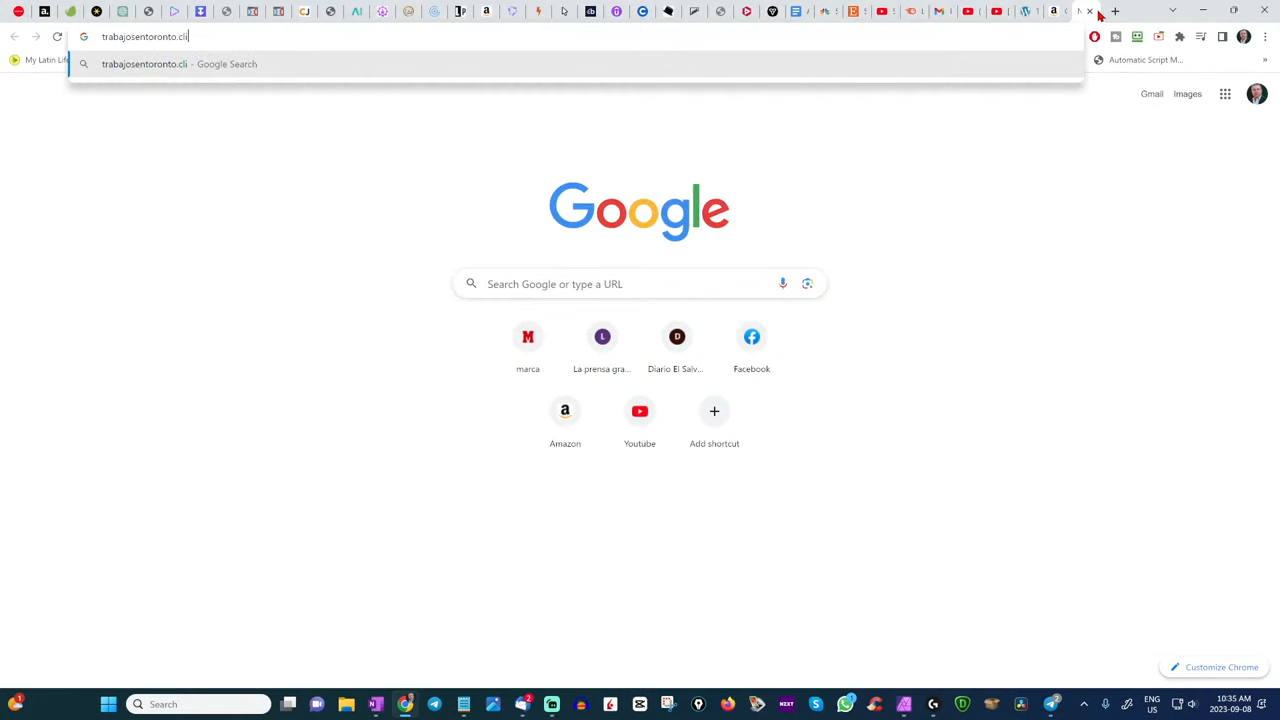 trabajosentoronto.cli
trabajosentoronto.cli - Google Search
My Latin Life
Automatic Script M...
Gmail Images
Google
Search Google or type a URL
marca
La prensa gra...
Diario El Salv...
Facebook
Amazon
Youtube
Add shortcut
Customize Chrome
Search
ENG
US
10:35 AM
2023-09-08